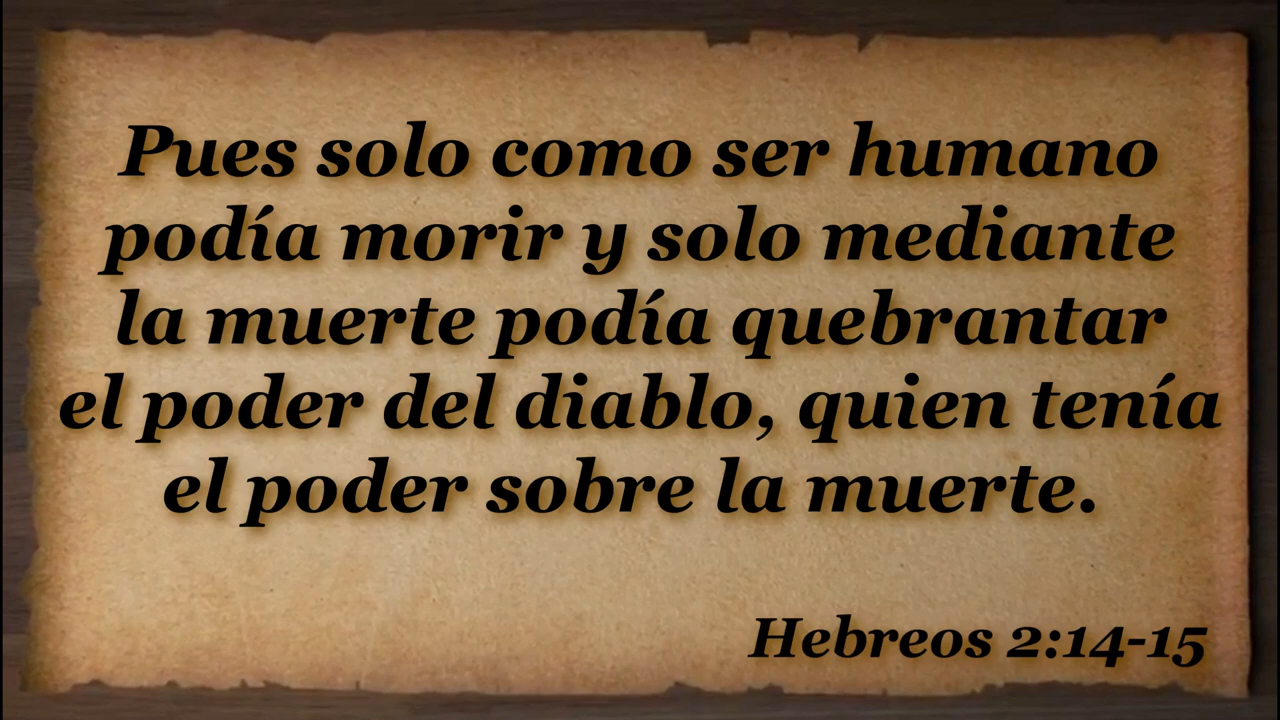 Pues solo como ser humano
podía morir y solo mediante
la muerte podía quebrantar
el poder del diablo, quien tenía
el poder sobre la muerte.
Hebreos 2:14-15